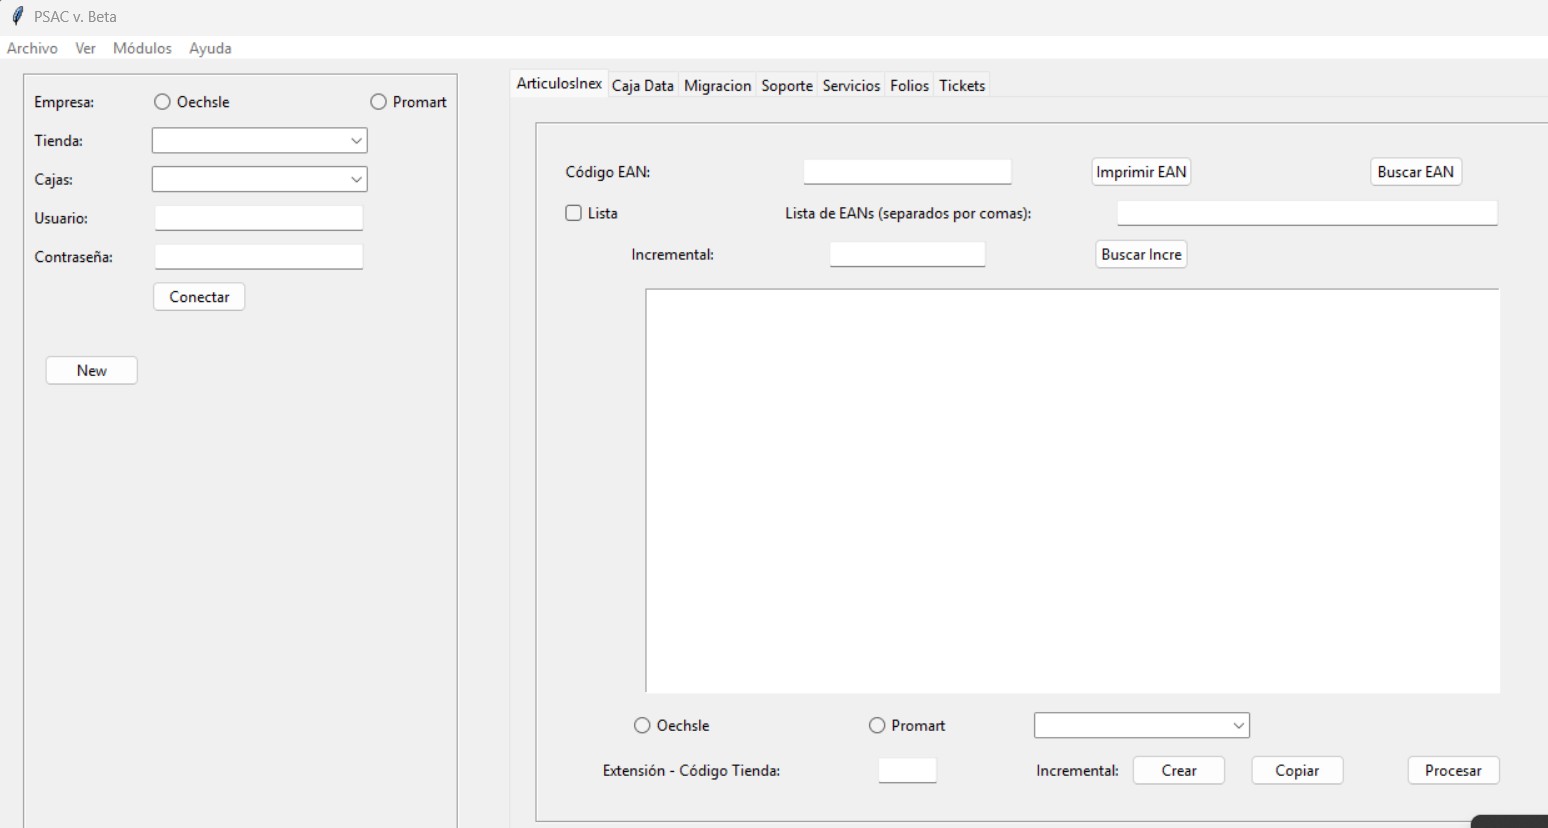 PSAC v. Beta
Archivo Ver Módulos Ayuda
Empresa: Oechsle Promart
Tienda:
Cajas:
Usuario:
Contraseña:
Conectar
New
ArticulosInex Caja Data Migracion Soporte Servicios Folios Tickets
Código EAN: Imprimir EAN Buscar EAN
Lista Lista de EANs (separados por comas):
Incremental: Buscar Incre
Oechsle Promart
Extensión - Código Tienda: Incremental: Crear Copiar Procesar